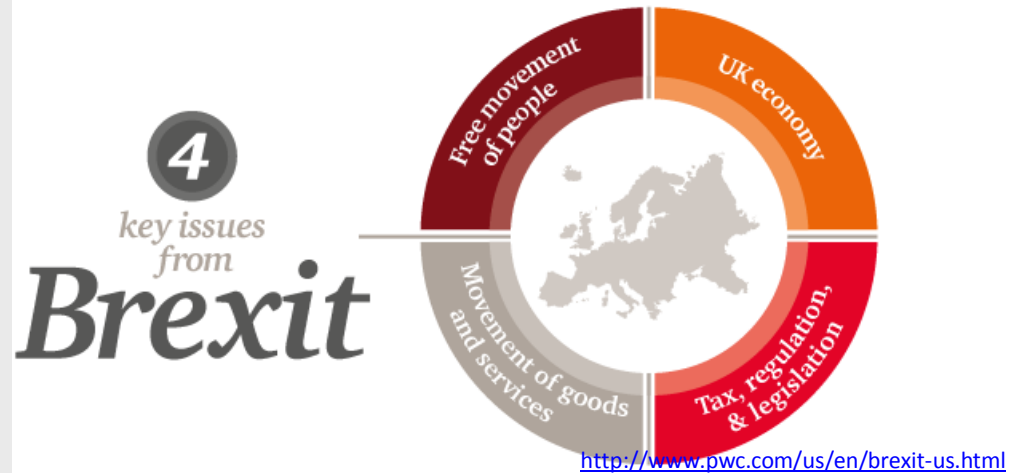 4
key issues
from
Brexit
Free movement
of people
UK economy
Movement of goods
and services
Tax, regulation,
& legislation
http://www.pwc.com/us/en/brexit-us.html